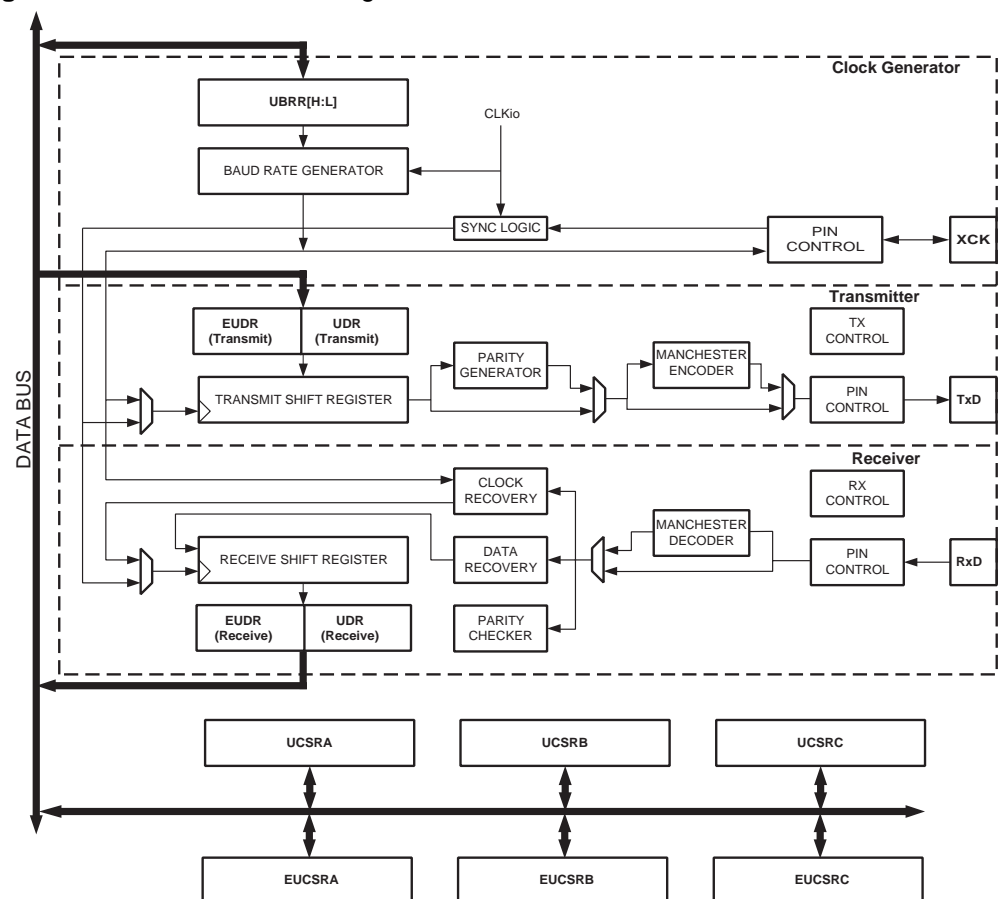 Clock Generator
UBRR[H:L]
CLKio
BAUD RATE GENERATOR
SYNC LOGIC
PIN
CONTROL
XCK
Transmitter
EUDR
(Transmit)
UDR
(Transmit)
TX
CONTROL
PARITY
GENERATOR
MANCHESTER
ENCODER
TRANSMIT SHIFT REGISTER
PIN
CONTROL
TxD
DATA BUS
Receiver
CLOCK
RECOVERY
RX
CONTROL
MANCHESTER
DECODER
RECEIVE SHIFT REGISTER
DATA
RECOVERY
PIN
CONTROL
RxD
EUDR
(Receive)
UDR
(Receive)
PARITY
CHECKER
UCSRA
UCSRB
UCSRC
EUCSRA
EUCSRB
EUCSRC